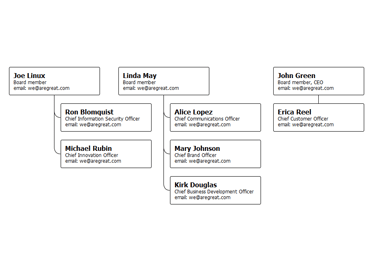 Joe Linux
Board member
email: we@aregreat.com
Linda May
Board member
email: we@aregreat.com
John Green
Board member, CEO
email: we@aregreat.com
Ron Blomquist
Chief Information Security Officer
email: we@aregreat.com
Alice Lopez
Chief Communications Officer
email: we@aregreat.com
Erica Reel
Chief Customer Officer
email: we@aregreat.com
Michael Rubin
Chief Innovation Officer
email: we@aregreat.com
Mary Johnson
Chief Brand Officer
email: we@aregreat.com
Kirk Douglas
Chief Business Development Officer
email: we@aregreat.com